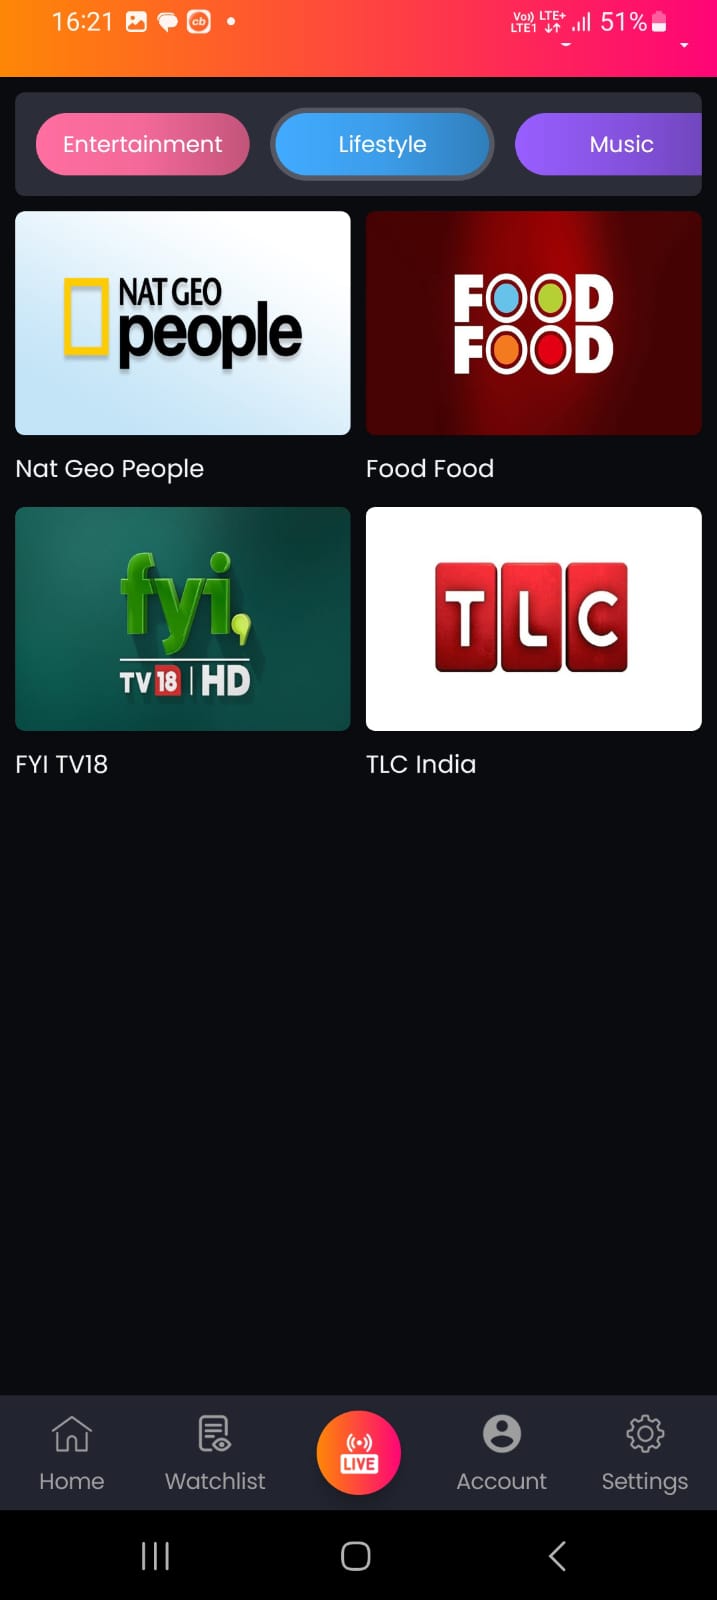 16:21 cb Vo)) LTE+ LTE1 51%
Entertainment Lifestyle Music
NAT GEO
people
FOOD
FOOD
Nat Geo People Food Food
fyi,
TV18 | HD
TLC
FYI TV18 TLC India
LIVE
Home Watchlist Account Settings